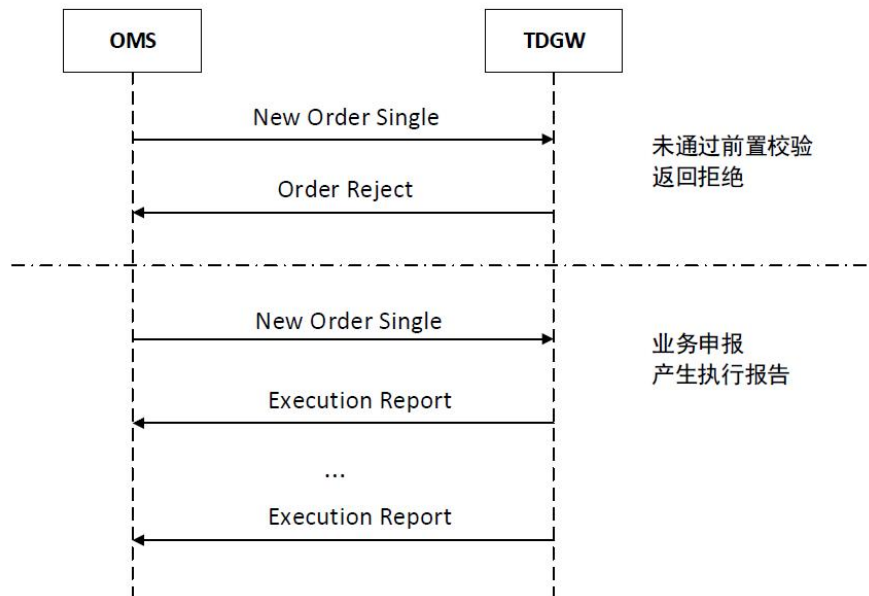 OMS
TDGW
New Order Single
未通过前置校验
返回拒绝
Order Reject
New Order Single
业务申报
产生执行报告
Execution Report
...
Execution Report